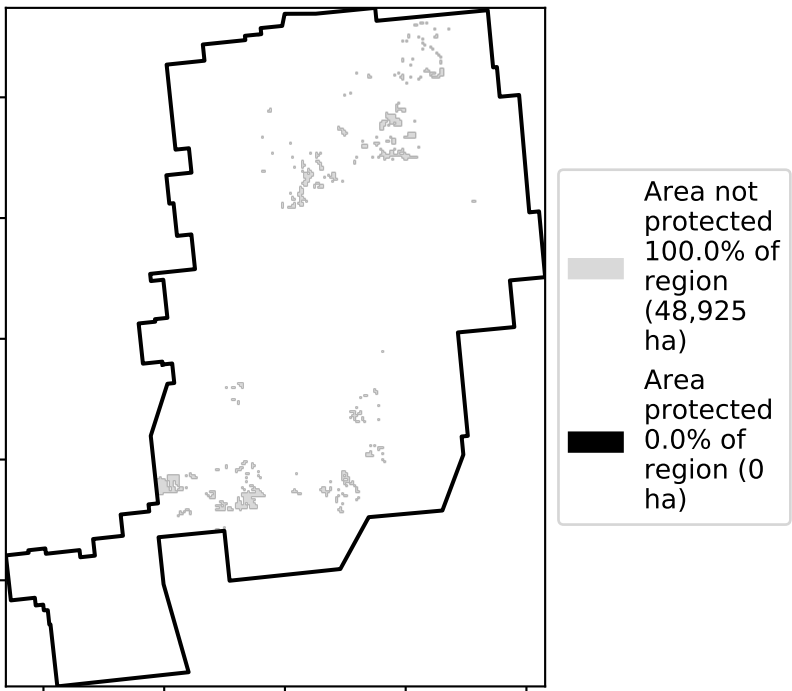 Area not
protected
100.0% of
region
(48,925
ha)
Area
protected
0.0% of
region (0
ha)